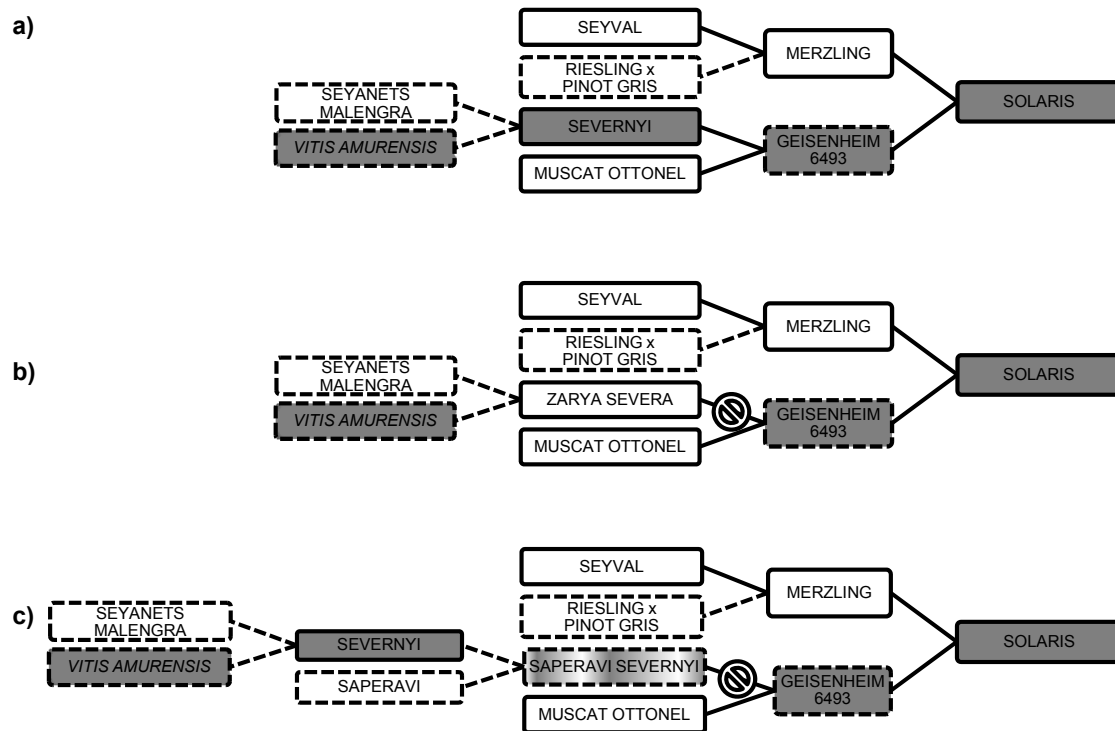 a)
SEYVAL
RIESLING x
PINOT GRIS
MERZLING
SEYANETS
MALENGRA
VITIS AMURENSIS
SEVERNYI
MUSCAT OTTONEL
GEISENHEIM
6493
SOLARIS
b)
SEYVAL
RIESLING x
PINOT GRIS
MERZLING
SEYANETS
MALENGRA
VITIS AMURENSIS
ZARYA SEVERA
MUSCAT OTTONEL
GEISENHEIM
6493
SOLARIS
c)
SEYVAL
RIESLING x
PINOT GRIS
MERZLING
SEYANETS
MALENGRA
VITIS AMURENSIS
SEVERNYI
SAPERAVI
SAPERAVI SEVERNYI
MUSCAT OTTONEL
GEISENHEIM
6493
SOLARIS